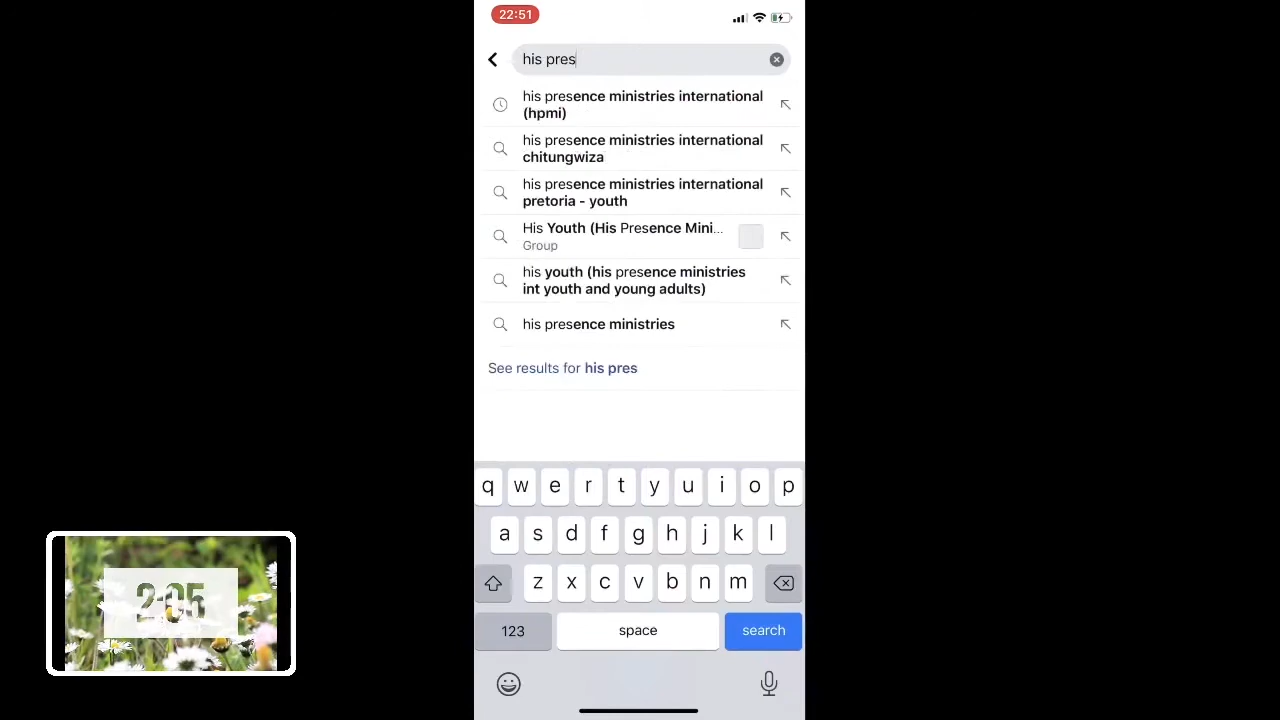 22:51
his pres
his presence ministries international
(hpmi)
his presence ministries international
chitungwiza
his presence ministries international
pretoria - youth
His Youth (His Presence Mini...
Group
his youth (his presence ministries
int youth and young adults)
his presence ministries
See results for his pres
q w e r t y u i o p
a s d f g h j k l
z x c v b n m
123 space search
2:05